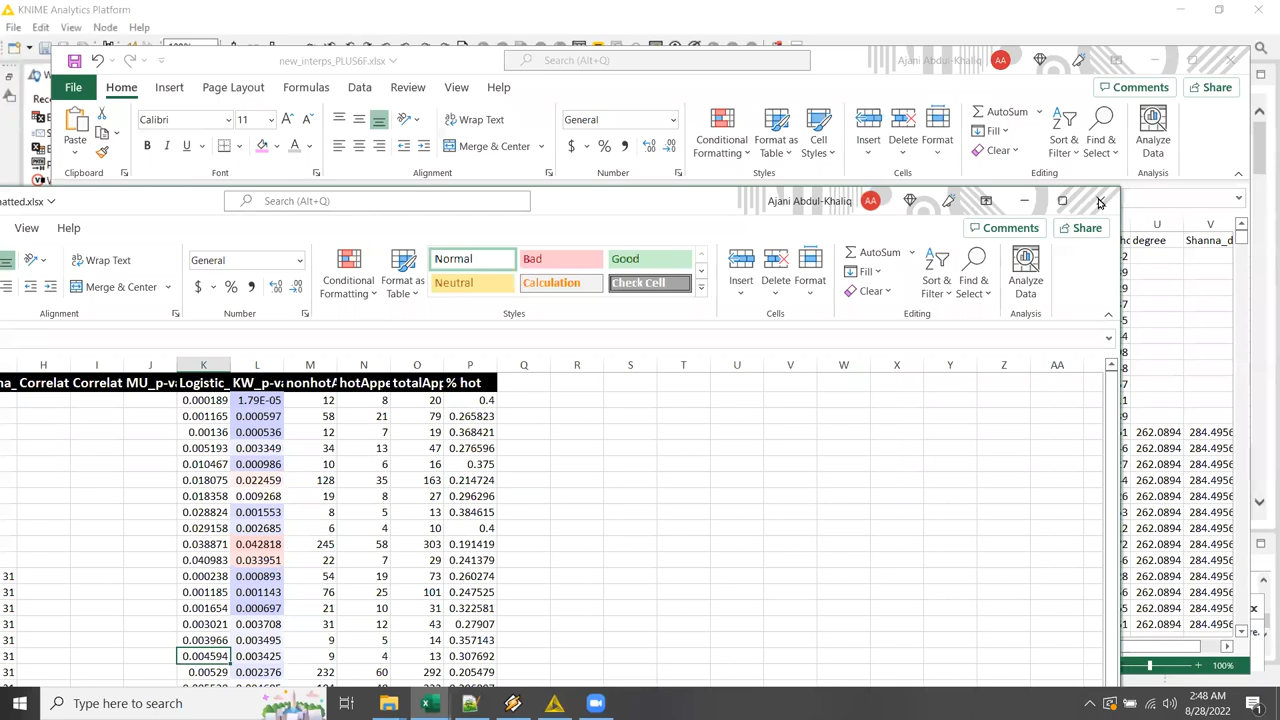 KNIME Analytics Platform
File Edit View Node Help
new_interps_PLUS6F.xlsx
Search (Alt+Q)
Ajani Abdul-Khaliq AA
File Home Insert Page Layout Formulas Data Review View Help
Comments Share
Calibri 11
Wrap Text
General
AutoSum
Fill
Clear
Paste
B I U
Merge & Center
$ % ,
Conditional Formatting
Format as Table
Cell Styles
Insert Delete Format
Sort & Filter
Find & Select
Analyze Data
Clipboard Font Alignment Number Styles Cells Editing Analysis
atted.xlsx
Search (Alt+Q)
Ajani Abdul-Khaliq AA
View Help
Comments Share
Wrap Text
General
Merge & Center
$ % ,
Conditional Formatting
Format as Table
Normal Bad Good
Neutral Calculation Check Cell
Insert Delete Format
AutoSum
Fill
Clear
Sort & Filter
Find & Select
Analyze Data
Alignment Number Styles Cells Editing Analysis
U V
degree Shanna_d
H I J K L M N O P Q R S T U V W X Y Z AA
na_ Correlat Correlat MU_p-va Logistic_ KW_p-va nonhotA hotAppe totalApp % hot
0.000189 1.79E-05 12 8 20 0.4
0.001165 0.000597 58 21 79 0.265823
0.00136 0.000536 12 7 19 0.368421
0.005193 0.003349 34 13 47 0.276596
0.010467 0.000986 10 6 16 0.375
0.018075 0.022459 128 35 163 0.214724
0.018358 0.009268 19 8 27 0.296296
0.028824 0.001553 8 5 13 0.384615
0.029158 0.002685 6 4 10 0.4
0.038871 0.042818 245 58 303 0.191419
0.040983 0.033951 22 7 29 0.241379
31 0.000238 0.000893 54 19 73 0.260274
31 0.001185 0.001143 76 25 101 0.247525
31 0.001654 0.000697 21 10 31 0.322581
31 0.003021 0.003708 31 12 43 0.27907
31 0.003966 0.003495 9 5 14 0.357143
31 0.004594 0.003425 9 4 13 0.307692
31 0.00529 0.002376 232 60 292 0.205479
262.0894 284.4956
262.0894 284.4956
262.0894 284.4956
262.0894 284.4956
262.0894 284.4956
262.0894 284.4956
262.0894 284.4956
262.0894 284.4956
262.0894 284.4956
262.0894 284.4956
262.0894 284.4956
262.0894 284.4956
262.0894 284.4956
100%
Type here to search
2:48 AM
8/28/2022